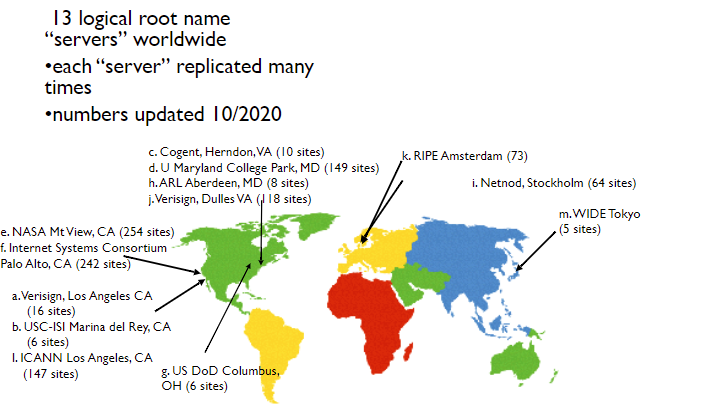 13 logical root name
“servers” worldwide
•each “server” replicated many
times
•numbers updated 10/2020
c. Cogent, Herndon, VA (10 sites)
d. U Maryland College Park, MD (149 sites)
h. ARL Aberdeen, MD (8 sites)
j. Verisign, Dulles VA (118 sites)
k. RIPE Amsterdam (73)
i. Netnod, Stockholm (64 sites)
m. WIDE Tokyo
(5 sites)
e. NASA Mt View, CA (254 sites)
f. Internet Systems Consortium
Palo Alto, CA (242 sites)
a. Verisign, Los Angeles CA
(16 sites)
b. USC-ISI Marina del Rey, CA
(6 sites)
l. ICANN Los Angeles, CA
(147 sites)
g. US DoD Columbus,
OH (6 sites)